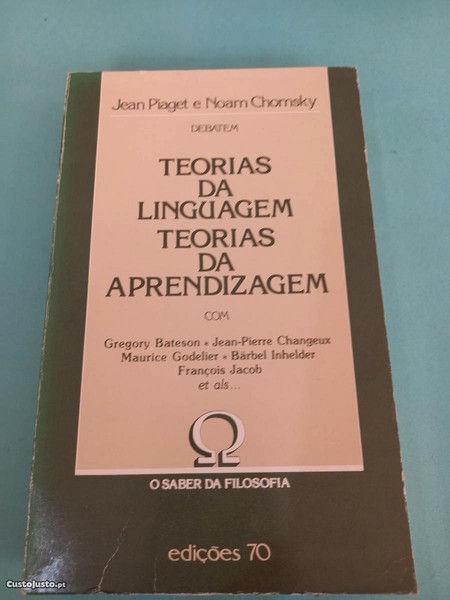 Jean Piaget e Noam Chomsky
DEBATEM
TEORIAS
DA
LINGUAGEM
TEORIAS
DA
APRENDIZAGEM
COM
Gregory Bateson • Jean-Pierre Changeux
Maurice Godelier • Bärbel Inhelder
François Jacob
et als...
Ω
O SABER DA FILOSOFIA
edições 70
CustoJusto.pt